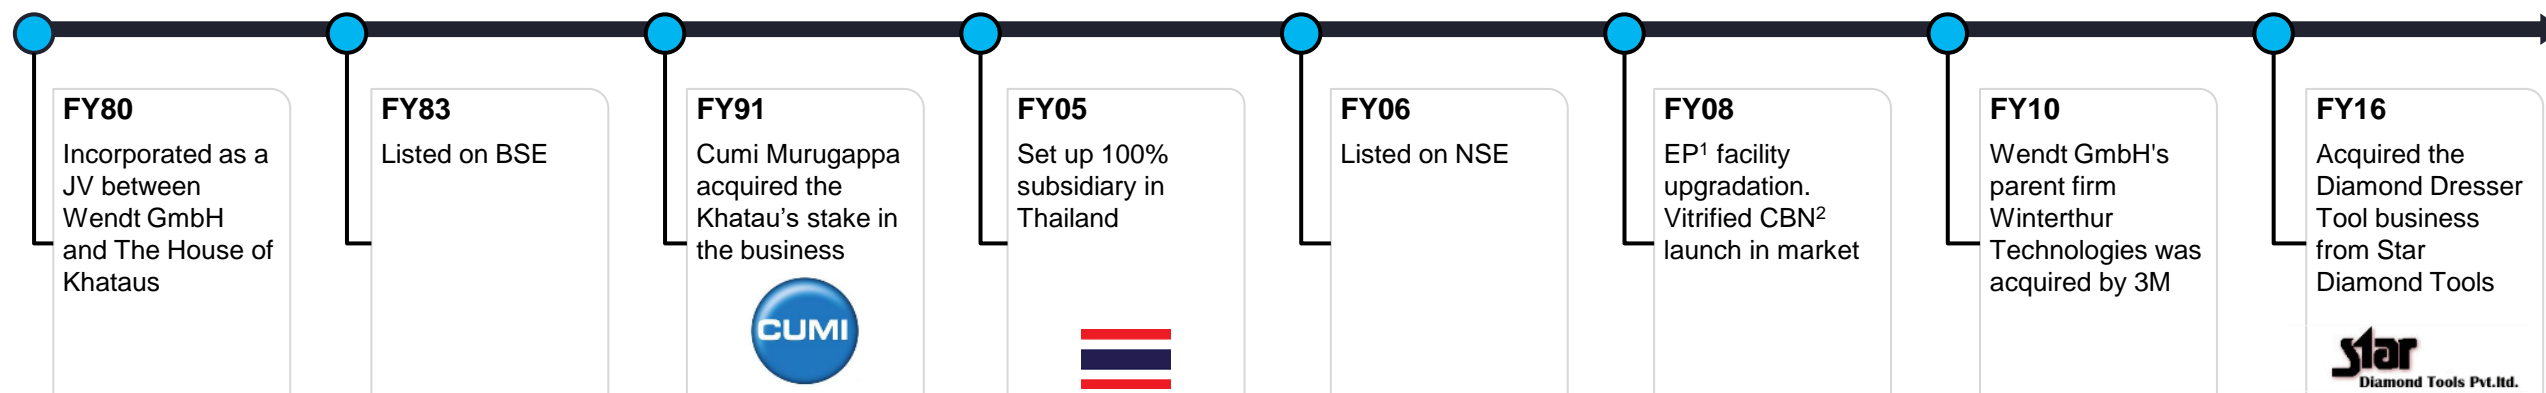 FY80
Incorporated as a
JV between
Wendt GmbH
and The House of
Khataus
FY83
Listed on BSE
FY91
Cumi Murugappa
acquired the
Khatau’s stake in
the business
CUMI
FY05
Set up 100%
subsidiary in
Thailand
FY06
Listed on NSE
FY08
EP¹ facility
upgradation.
Vitrified CBN²
launch in market
FY10
Wendt GmbH's
parent firm
Winterthur
Technologies was
acquired by 3M
FY16
Acquired the
Diamond Dresser
Tool business
from Star
Diamond Tools
Star
Diamond Tools Pvt.ltd.